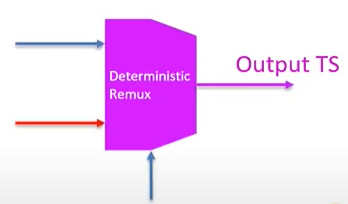 Deterministic
Remux
Output TS